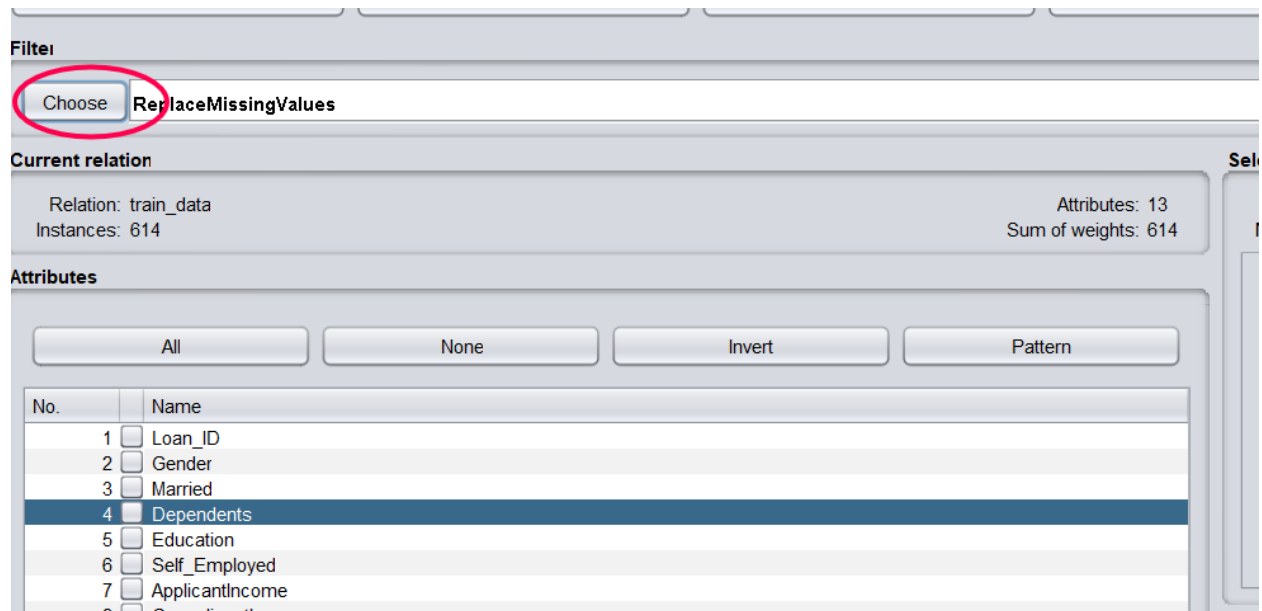 Filter
Choose ReplaceMissingValues
Current relation
Relation: train_data Attributes: 13
Instances: 614 Sum of weights: 614
Attributes
All None Invert Pattern
No. Name
1 Loan_ID
2 Gender
3 Married
4 Dependents
5 Education
6 Self_Employed
7 ApplicantIncome